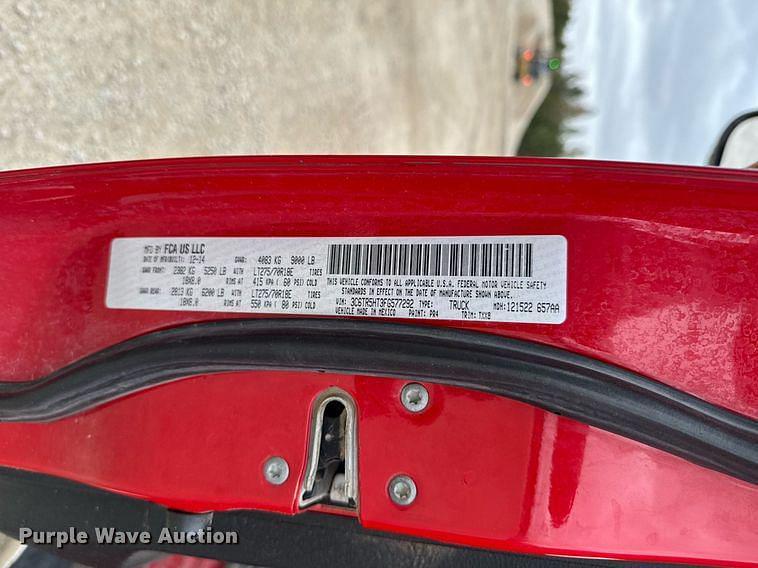 MFD BY FCA US LLC
DATE OF MFR(BUILT): 12-14 GVWR: 4083 KG 9000 LB
GAWR FRONT: 2382 KG 5250 LB WITH LT275/70R18E TIRES
18X8.0 RIMS AT 415 KPA ( 60 PSI) COLD
GAWR REAR: 2813 KG 6200 LB WITH LT275/70R18E TIRES
18X8.0 RIMS AT 550 KPA ( 80 PSI) COLD
THIS VEHICLE CONFORMS TO ALL APPLICABLE U.S.A. FEDERAL MOTOR VEHICLE SAFETY
STANDARDS IN EFFECT ON THE DATE OF MANUFACTURE SHOWN ABOVE.
VIN: 3C6TR5HT3FG577292 TYPE: TRUCK MDH: 121522 657AA
VEHICLE MADE IN MEXICO PAINT: PR4 TRIM: TXX8
Purple Wave Auction